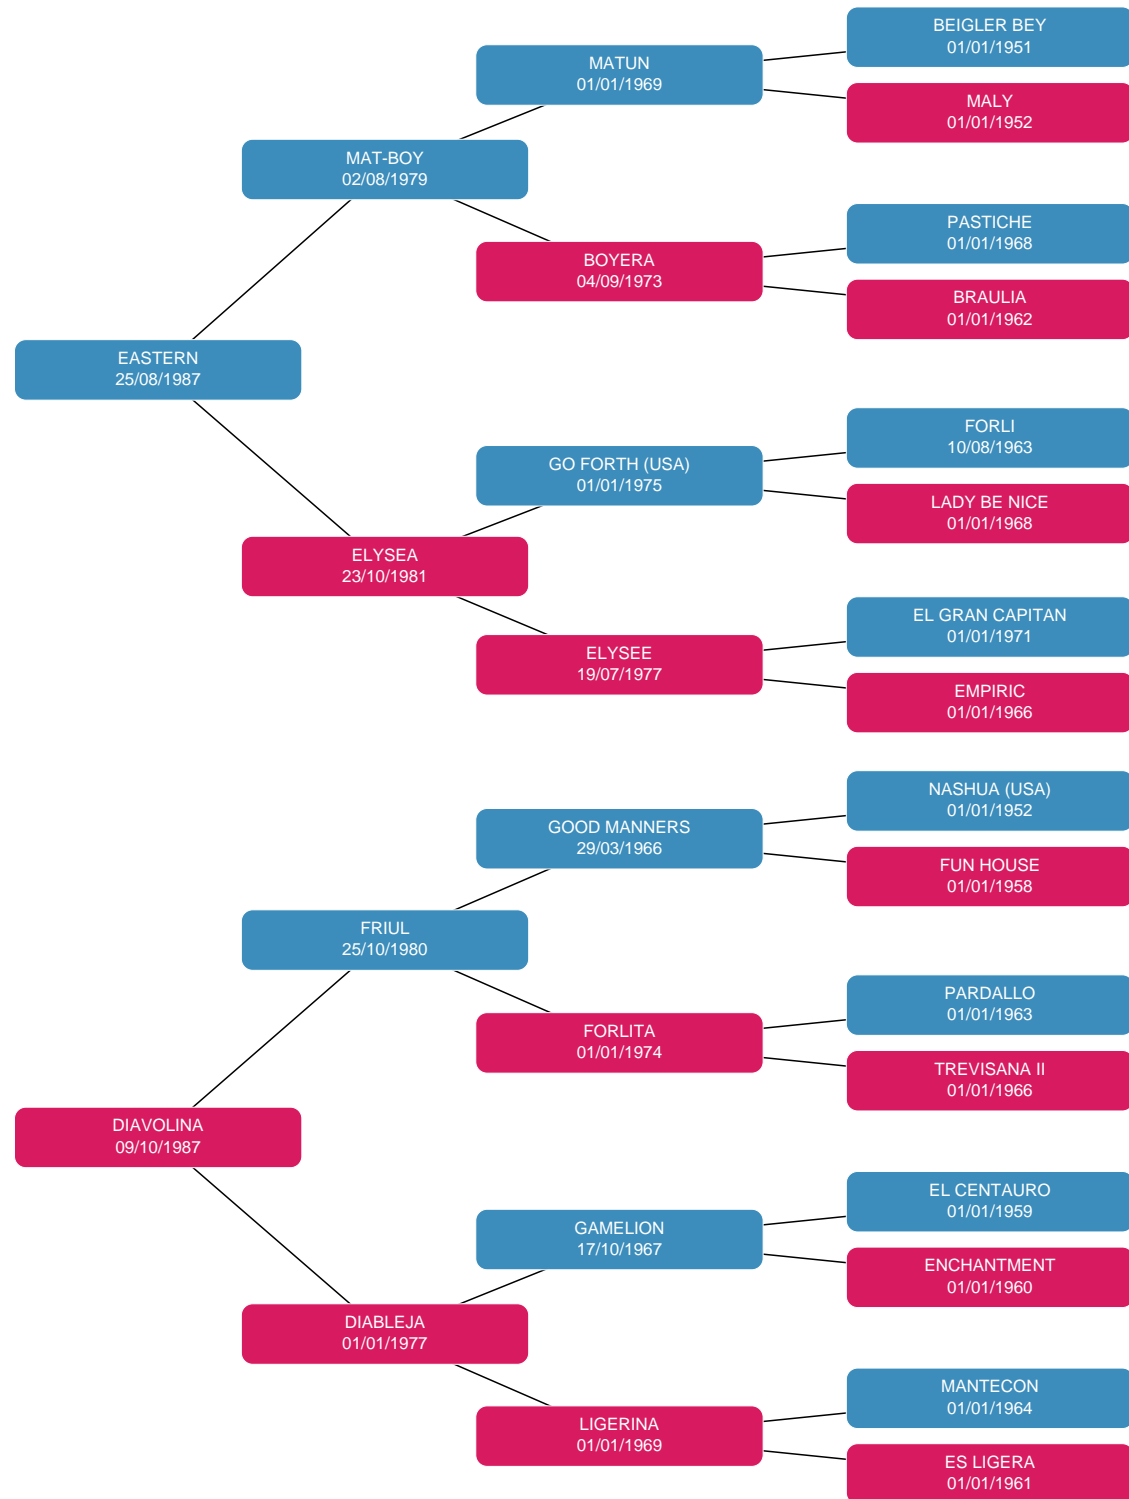 BEIGLER BEY
01/01/1951
MATUN
01/01/1969
MALY
01/01/1952
MAT-BOY
02/08/1979
PASTICHE
01/01/1968
BOYERA
04/09/1973
BRAULIA
01/01/1962
EASTERN
25/08/1987
FORLI
10/08/1963
GO FORTH (USA)
01/01/1975
LADY BE NICE
01/01/1968
ELYSEA
23/10/1981
EL GRAN CAPITAN
01/01/1971
ELYSEE
19/07/1977
EMPIRIC
01/01/1966
NASHUA (USA)
01/01/1952
GOOD MANNERS
29/03/1966
FUN HOUSE
01/01/1958
FRIUL
25/10/1980
PARDALLO
01/01/1963
FORLITA
01/01/1974
TREVISANA II
01/01/1966
DIAVOLINA
09/10/1987
EL CENTAURO
01/01/1959
GAMELION
17/10/1967
ENCHANTMENT
01/01/1960
DIABLEJA
01/01/1977
MANTECON
01/01/1964
LIGERINA
01/01/1969
ES LIGERA
01/01/1961